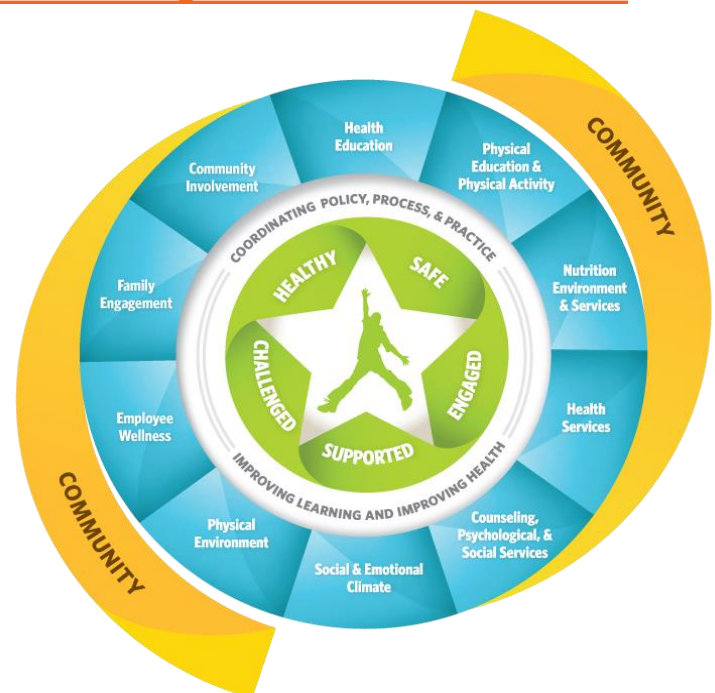 COMMUNITY
Health
Education
Physical
Education &
Physical Activity
Nutrition
Environment
& Services
Health
Services
Counseling,
Psychological, &
Social Services
Social & Emotional
Climate
Physical
Environment
Employee
Wellness
Family
Engagement
Community
Involvement
COORDINATING POLICY, PROCESS, & PRACTICE
HEALTHY
SAFE
ENGAGED
SUPPORTED
CHALLENGED
IMPROVING LEARNING AND IMPROVING HEALTH
COMMUNITY